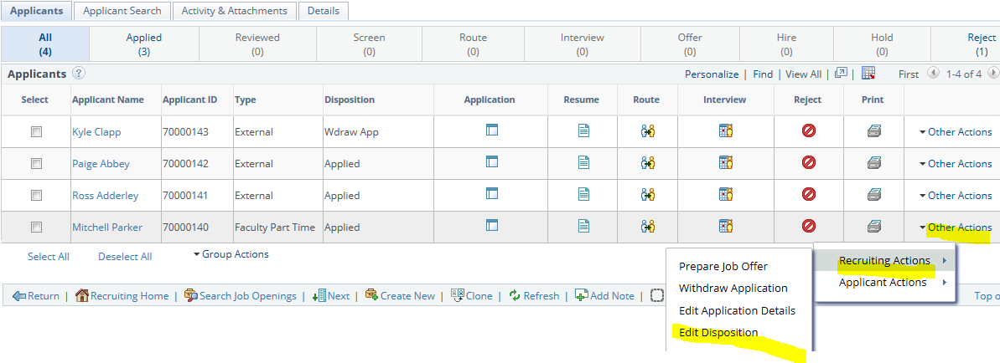 Applicants Applicant Search Activity & Attachments Details
All Applied Reviewed Screen Route Interview Offer Hire Hold Reject
(4) (3) (0) (0) (0) (0) (0) (0) (0) (1)
Applicants ? Personalize | Find | View All | | First 1-4 of 4
Select Applicant Name Applicant ID Type Disposition Application Resume Route Interview Reject Print
Kyle Clapp 70000143 External Wdraw App Other Actions
Paige Abbey 70000142 External Applied Other Actions
Ross Adderley 70000141 External Applied Other Actions
Mitchell Parker 70000140 Faculty Part Time Applied Other Actions
Select All Deselect All Group Actions
Recruiting Actions
Applicant Actions
Prepare Job Offer
Withdraw Application
Edit Application Details
Edit Disposition
Return | Recruiting Home | Search Job Openings | Next | Create New | Clone | Refresh | Add Note | Top